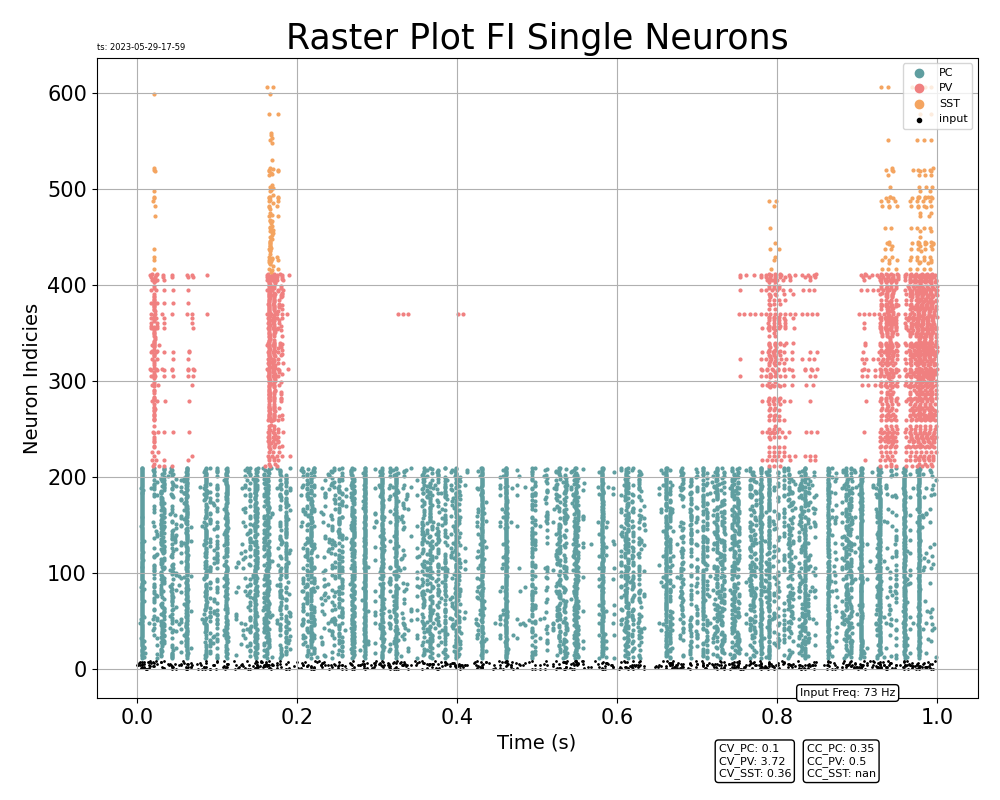 Raster Plot FI Single Neurons
ts: 2023-05-29-17-59
PC
PV
SST
input
600
500
400
300
200
100
0
Neuron Indicies
Input Freq: 73 Hz
0.0 0.2 0.4 0.6 0.8 1.0
Time (s)
CV_PC: 0.1
CV_PV: 3.72
CV_SST: 0.36
CC_PC: 0.35
CC_PV: 0.5
CC_SST: nan